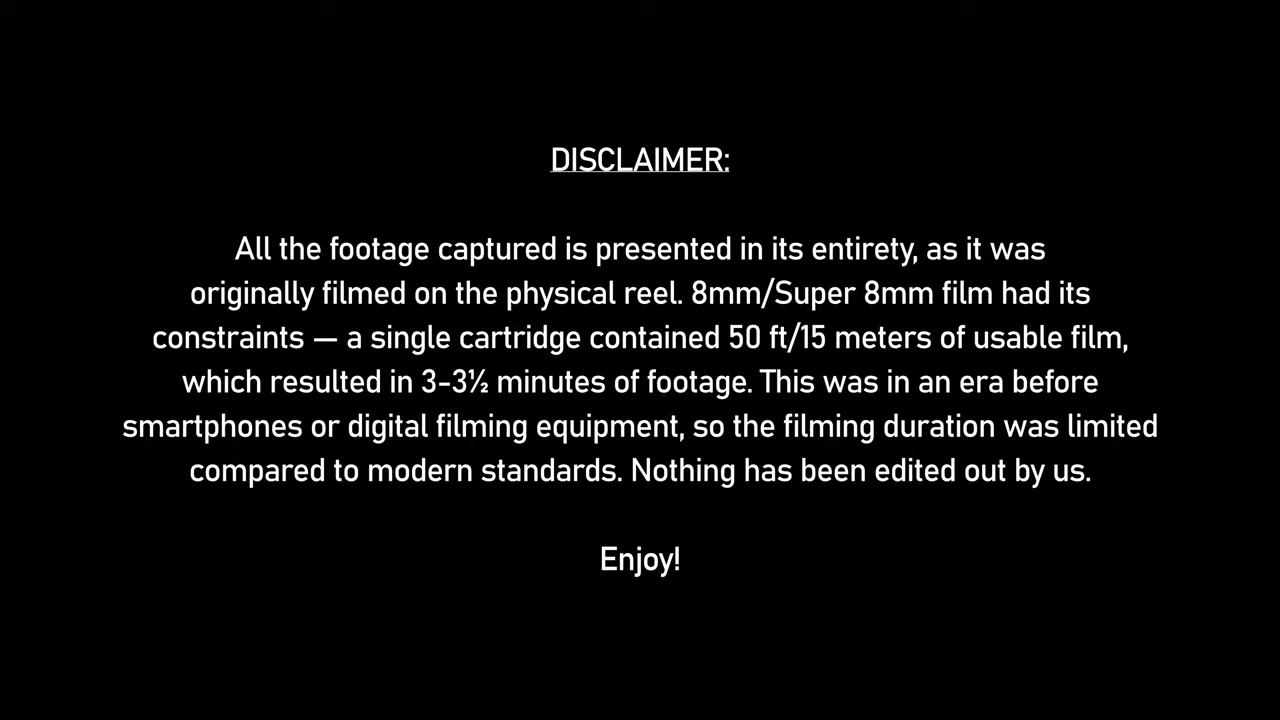 DISCLAIMER:
All the footage captured is presented in its entirety, as it was
originally filmed on the physical reel. 8mm/Super 8mm film had its
constraints — a single cartridge contained 50 ft/15 meters of usable film,
which resulted in 3-3½ minutes of footage. This was in an era before
smartphones or digital filming equipment, so the filming duration was limited
compared to modern standards. Nothing has been edited out by us.
Enjoy!